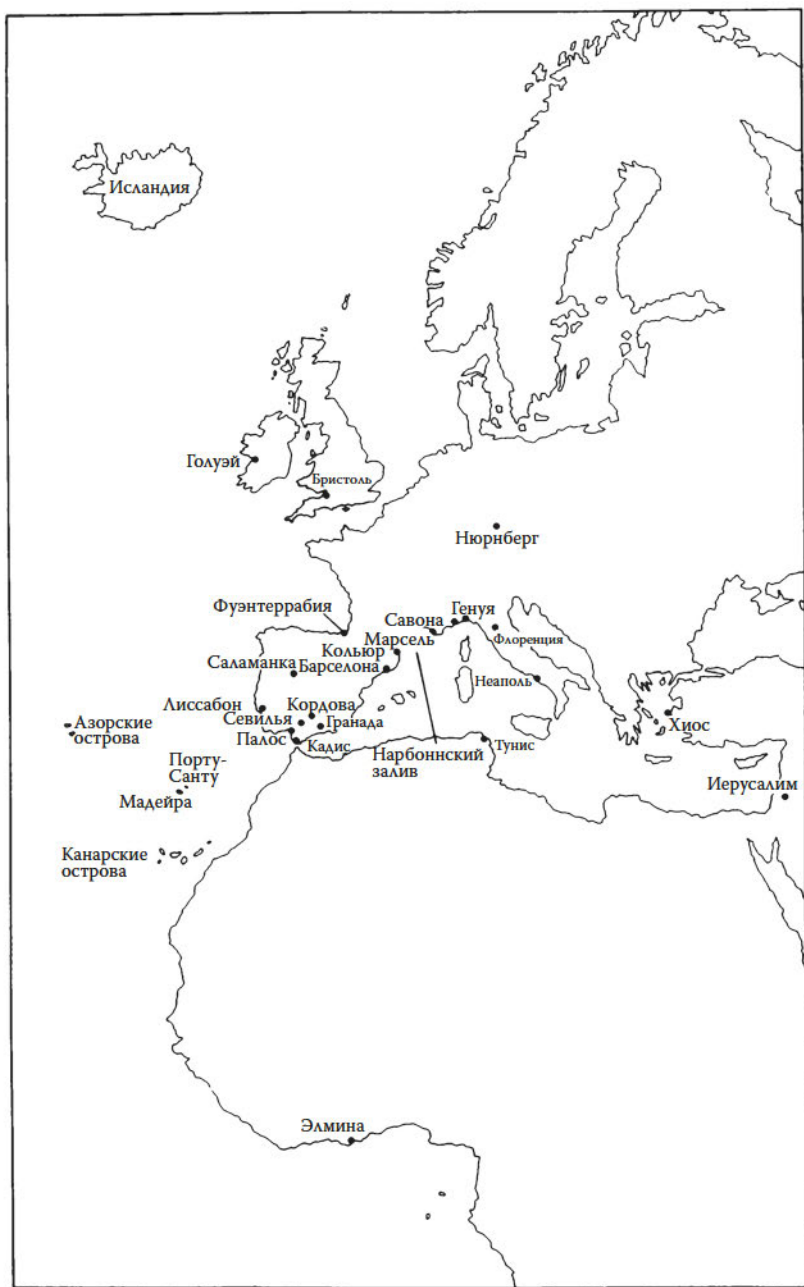 Исландия
Голуэй
Бристоль
Нюрнберг
Фуэнтеррабия
Генуя
Савона
Марсель
Флоренция
Кольюр
Саламанка
Барселона
Неаполь
Лиссабон
Кордова
Севилья
Гранада
Азорские
острова
Палос
Кадис
Нарбоннский
залив
Тунис
Хиос
Порту-
Санту
Мадейра
Иерусалим
Канарские
острова
Элмина